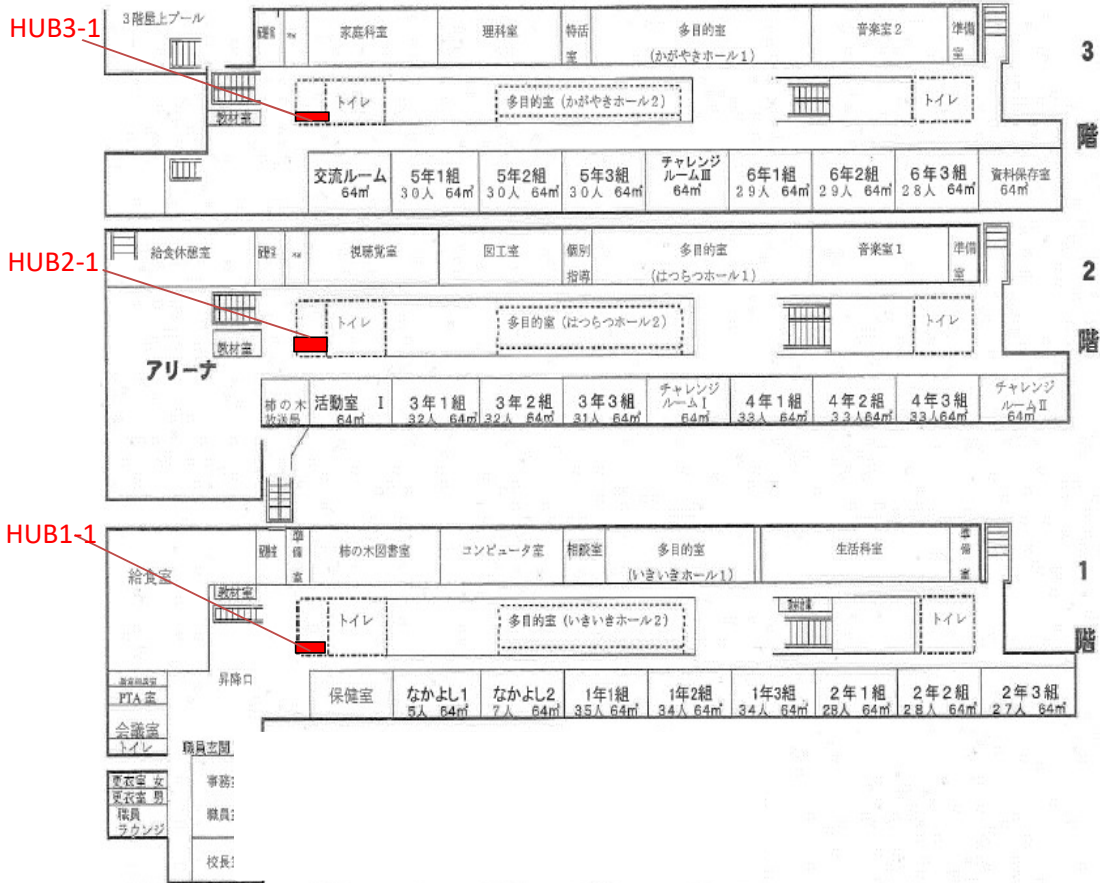 3階屋上プール
HUB3-1
家庭科室
理科室
特活
室
多目的室
(かがやきホール1)
音楽室2
準備
室
3
階
トイレ
多目的室 (かがやきホール2)
トイレ
教材室
交流ルーム
64㎡
5年1組
30人 64㎡
5年2組
30人 64㎡
5年3組
30人 64㎡
チャレンジ
ルームⅢ
64㎡
6年1組
29人 64㎡
6年2組
29人 64㎡
6年3組
28人 64㎡
資料保存室
64㎡
HUB2-1
給食休憩室
視聴覚室
図工室
個別
指導
多目的室
(はつらつホール1)
音楽室1
準備
室
2
階
トイレ
多目的室 (はつらつホール2)
トイレ
教材室
アリーナ
柿の木
放送局
活動室 Ⅰ
64㎡
3年1組
32人 64㎡
3年2組
32人 64㎡
3年3組
31人 64㎡
チャレンジ
ルームⅠ
64㎡
4年1組
33人 64㎡
4年2組
33人64㎡
4年3組
33人64㎡
チャレンジ
ルームⅡ
64㎡
HUB1-1
給食室
準
備
室
柿の木図書室
コンピュータ室
相談室
多目的室
(いきいきホール1)
生活科室
準
備
室
1
階
教材室
トイレ
多目的室 (いきいきホール2)
トイレ
昇降口
保健室
なかよし1
5人 64㎡
なかよし2
7人 64㎡
1年1組
35人 64㎡
1年2組
34人 64㎡
1年3組
34人 64㎡
2年1組
28人 64㎡
2年2組
28人 64㎡
2年3組
27人 64㎡
PTA室
会議室
トイレ
職員玄関
更衣室 女
更衣室 男
職員
ラウンジ
事務
職員
校長